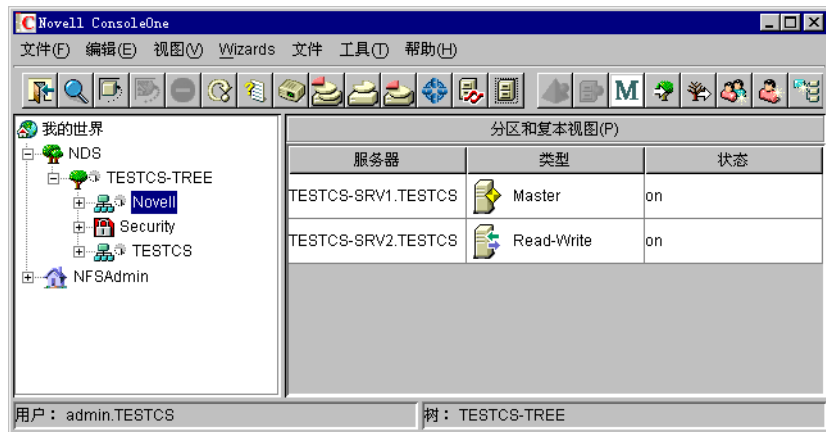 Novell ConsoleOne
文件(F) 编辑(E) 视图(V) Wizards 文件 工具(T) 帮助(H)
M
我的世界
NDS
TESTCS-TREE
Novell
Security
TESTCS
NFSAdmin
分区和复本视图(P)
服务器 类型 状态
TESTCS-SRV1.TESTCS Master on
TESTCS-SRV2.TESTCS Read-Write on
用户： admin.TESTCS 树： TESTCS-TREE